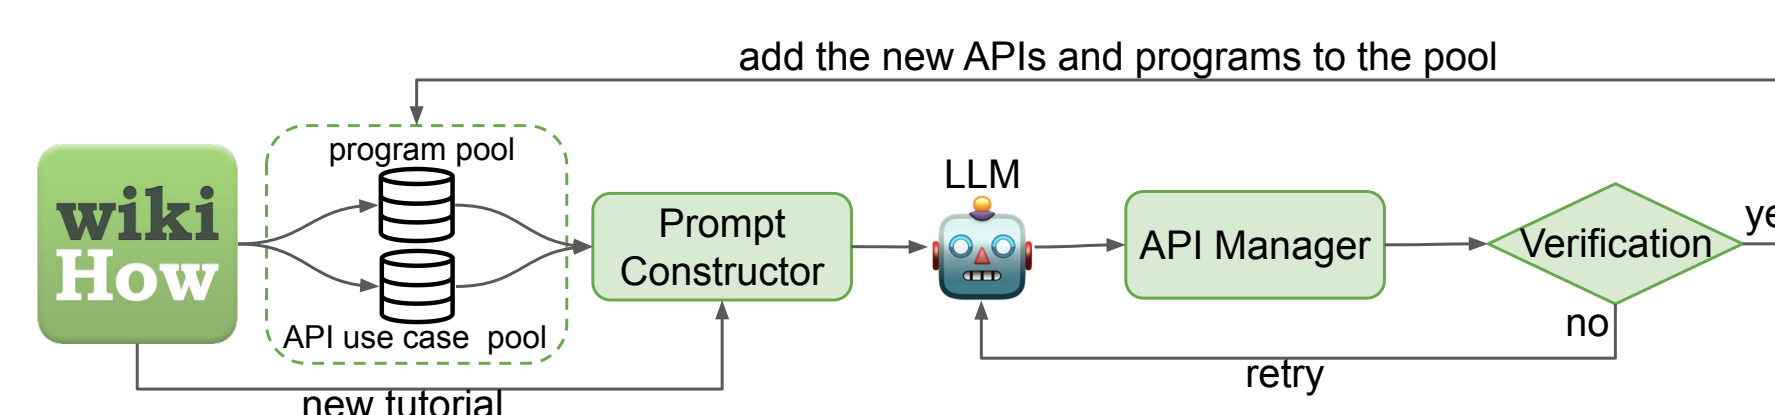 add the new APIs and programs to the pool
program pool
wiki
How
API use case pool
new tutorial
Prompt
Constructor
LLM
API Manager
Verification
no
retry